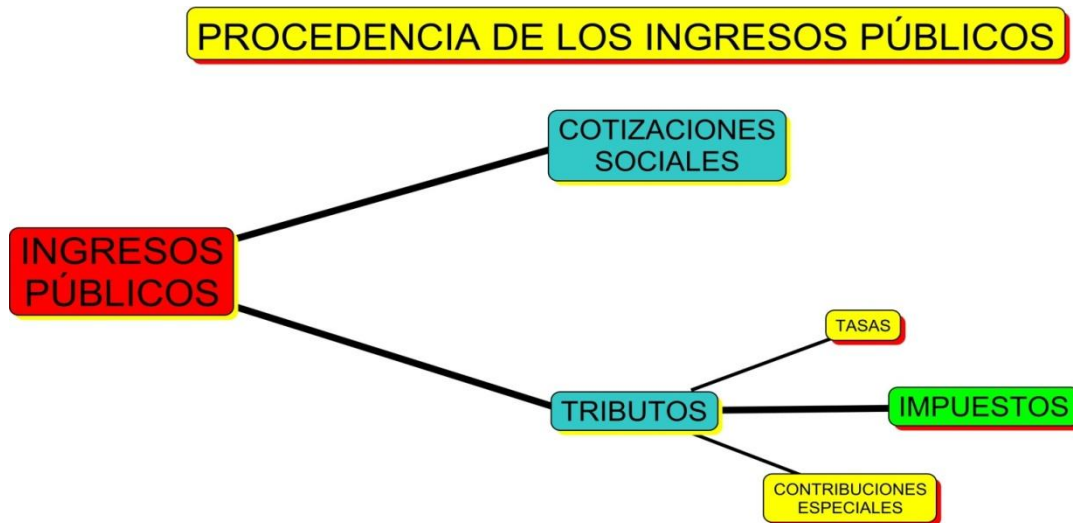 PROCEDENCIA DE LOS INGRESOS PÚBLICOS
COTIZACIONES
SOCIALES
INGRESOS
PÚBLICOS
TASAS
TRIBUTOS
IMPUESTOS
CONTRIBUCIONES
ESPECIALES